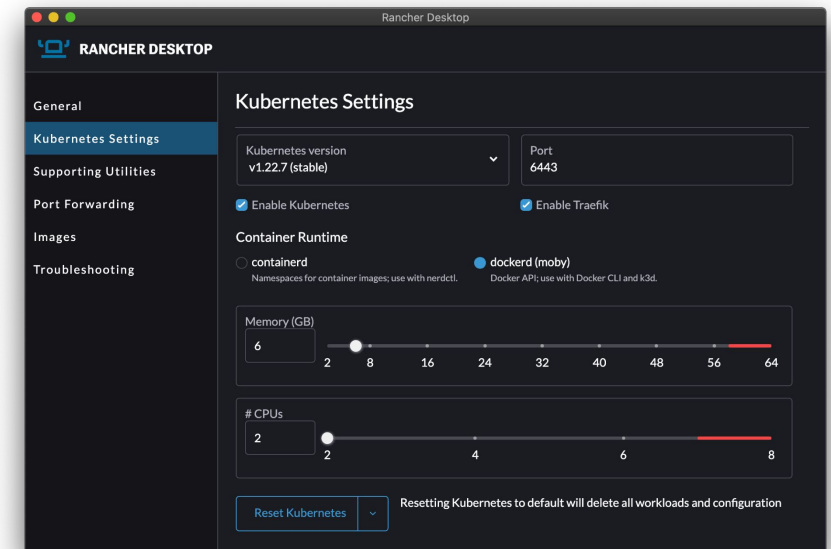 Rancher Desktop
RANCHER DESKTOP
General
Kubernetes Settings
Supporting Utilities
Port Forwarding
Images
Troubleshooting
Kubernetes Settings
Kubernetes version
v1.22.7 (stable)
Port
6443
Enable Kubernetes
Enable Traefik
Container Runtime
containerd
Namespaces for container images; use with nerdctl.
dockerd (moby)
Docker API; use with Docker CLI and k3d.
Memory (GB)
6
2 8 16 24 32 40 48 56 64
# CPUs
2
2 4 6 8
Reset Kubernetes
Resetting Kubernetes to default will delete all workloads and configuration